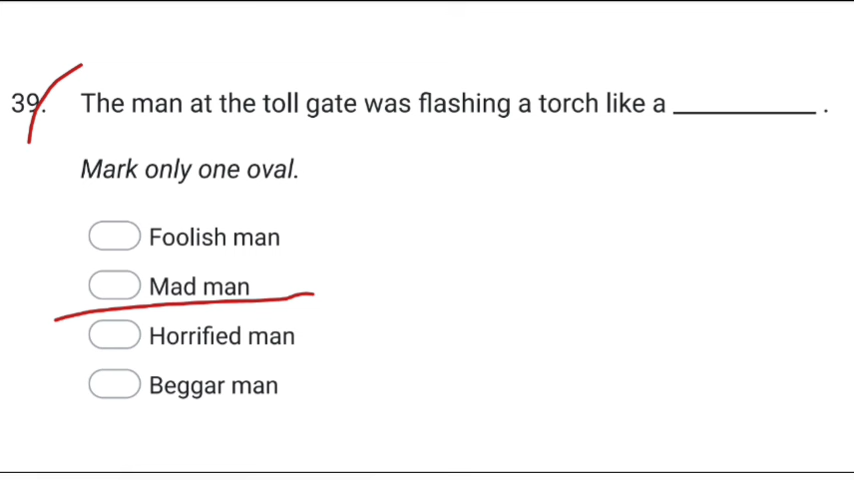 39. The man at the toll gate was flashing a torch like a __________ .
Mark only one oval.
Foolish man
Mad man
Horrified man
Beggar man